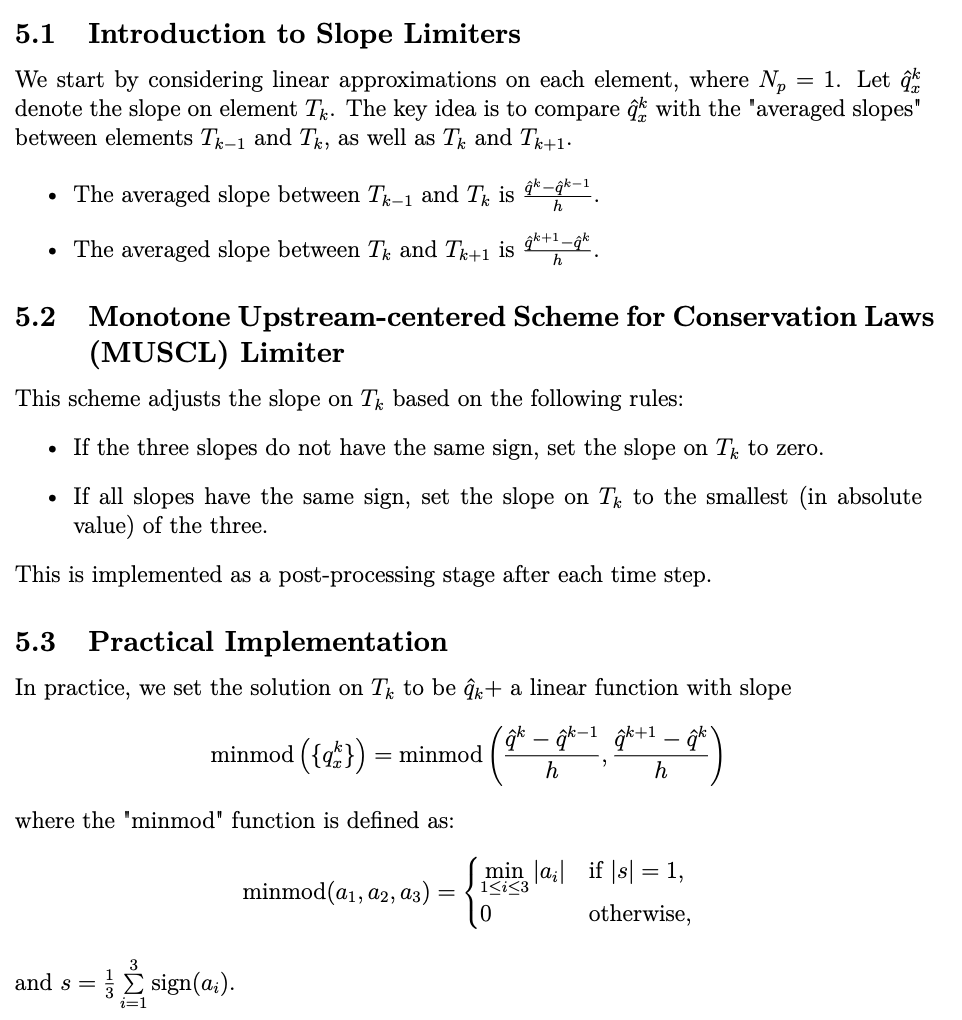 5.1 Introduction to Slope Limiters
We start by considering linear approximations on each element, where $N_p = 1$. Let $\hat{q}_x^k$
denote the slope on element $T_k$. The key idea is to compare $\hat{q}_x^k$ with the "averaged slopes"
between elements $T_{k-1}$ and $T_k$, as well as $T_k$ and $T_{k+1}$.
• The averaged slope between $T_{k-1}$ and $T_k$ is $\frac{\hat{q}^k - \hat{q}^{k-1}}{h}$.
• The averaged slope between $T_k$ and $T_{k+1}$ is $\frac{\hat{q}^{k+1} - \hat{q}^k}{h}$.
5.2 Monotone Upstream-centered Scheme for Conservation Laws
(MUSCL) Limiter
This scheme adjusts the slope on $T_k$ based on the following rules:
• If the three slopes do not have the same sign, set the slope on $T_k$ to zero.
• If all slopes have the same sign, set the slope on $T_k$ to the smallest (in absolute
value) of the three.
This is implemented as a post-processing stage after each time step.
5.3 Practical Implementation
In practice, we set the solution on $T_k$ to be $\hat{q}_k+$ a linear function with slope
$\text{minmod}\left(\{q_x^k\}\right) = \text{minmod}\left(\frac{\hat{q}^k - \hat{q}^{k-1}}{h}, \frac{\hat{q}^{k+1} - \hat{q}^k}{h}\right)$
where the "minmod" function is defined as:
$\text{minmod}(a_1, a_2, a_3) = \begin{cases} \min_{1 \le i \le 3} |a_i| & \text{if } |s| = 1, \\ 0 & \text{otherwise,} \end{cases}$
and $s = \frac{1}{3} \sum_{i=1}^{3} \text{sign}(a_i)$.